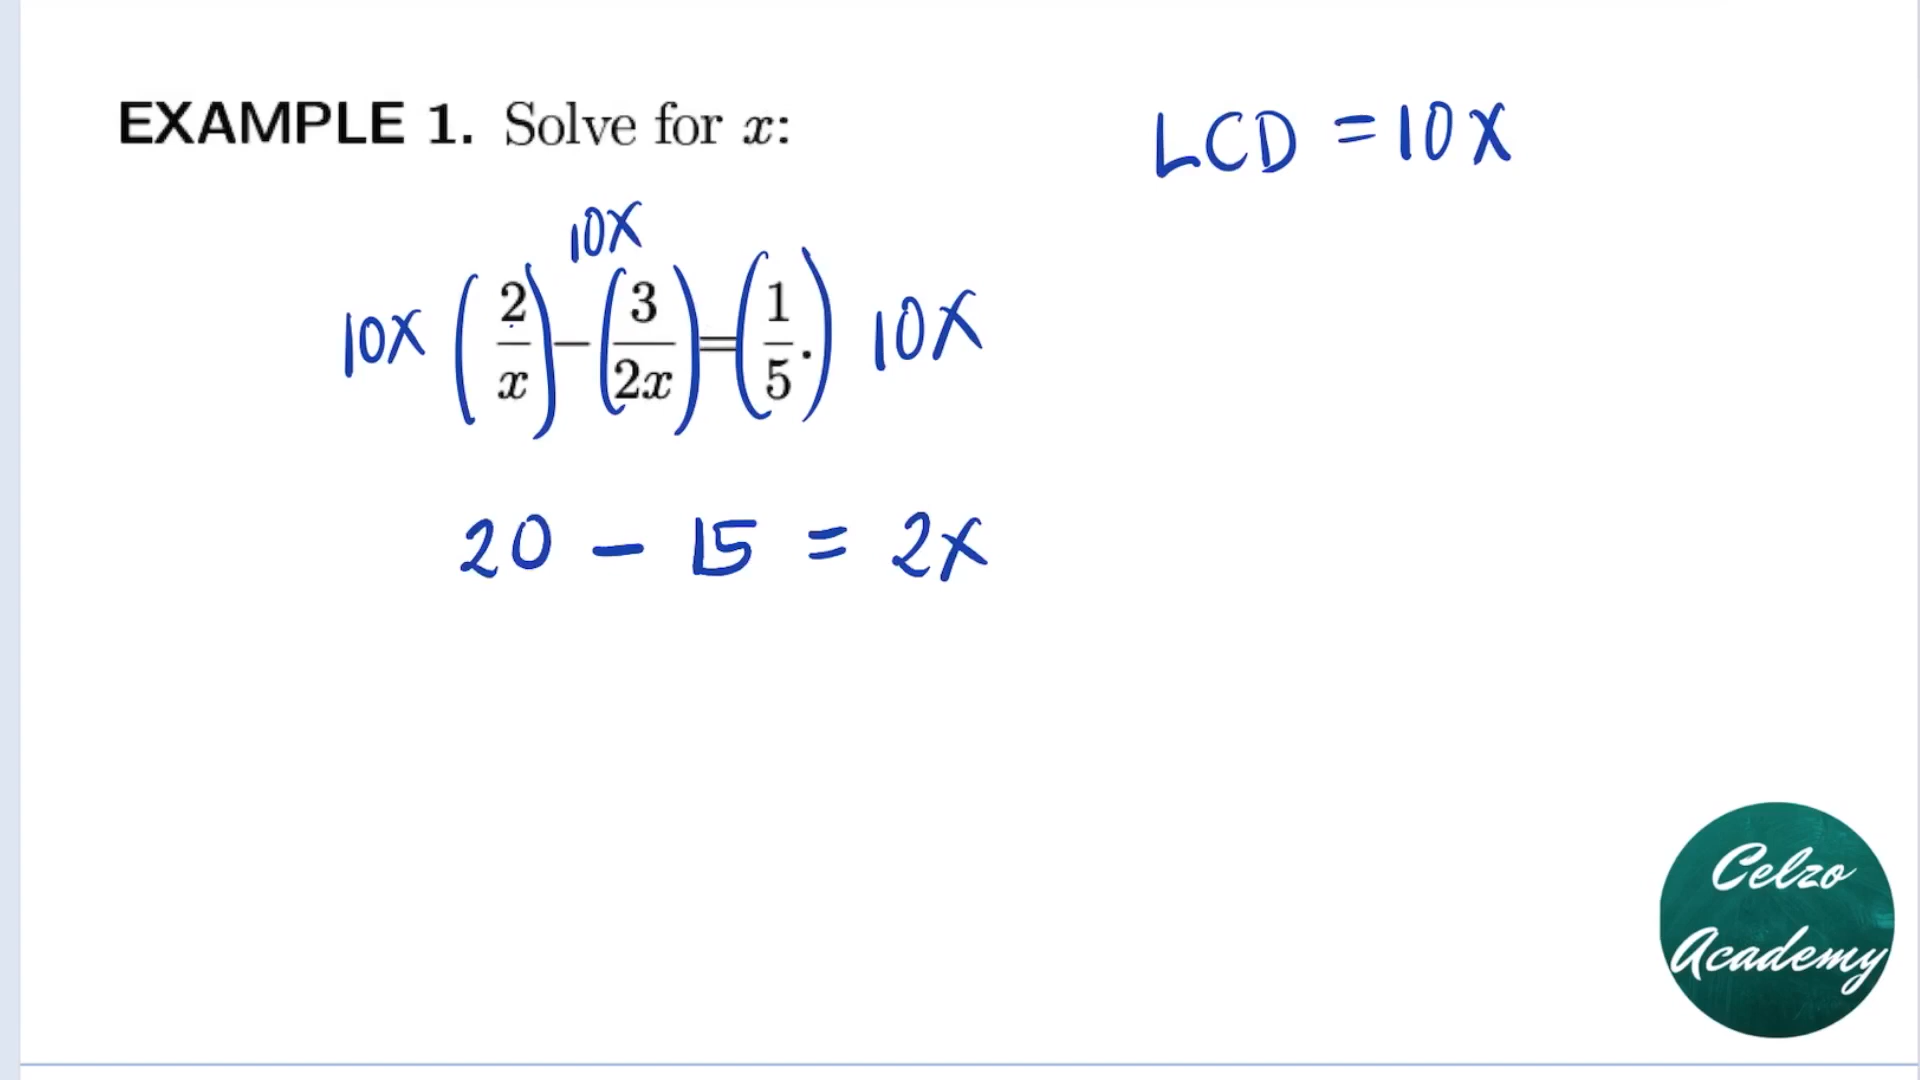 EXAMPLE 1. Solve for x:
LCD = 10x
10x
10x (2/x) - (3/2x) = (1/5.) 10x
20 - 15 = 2x
Celzo
Academy